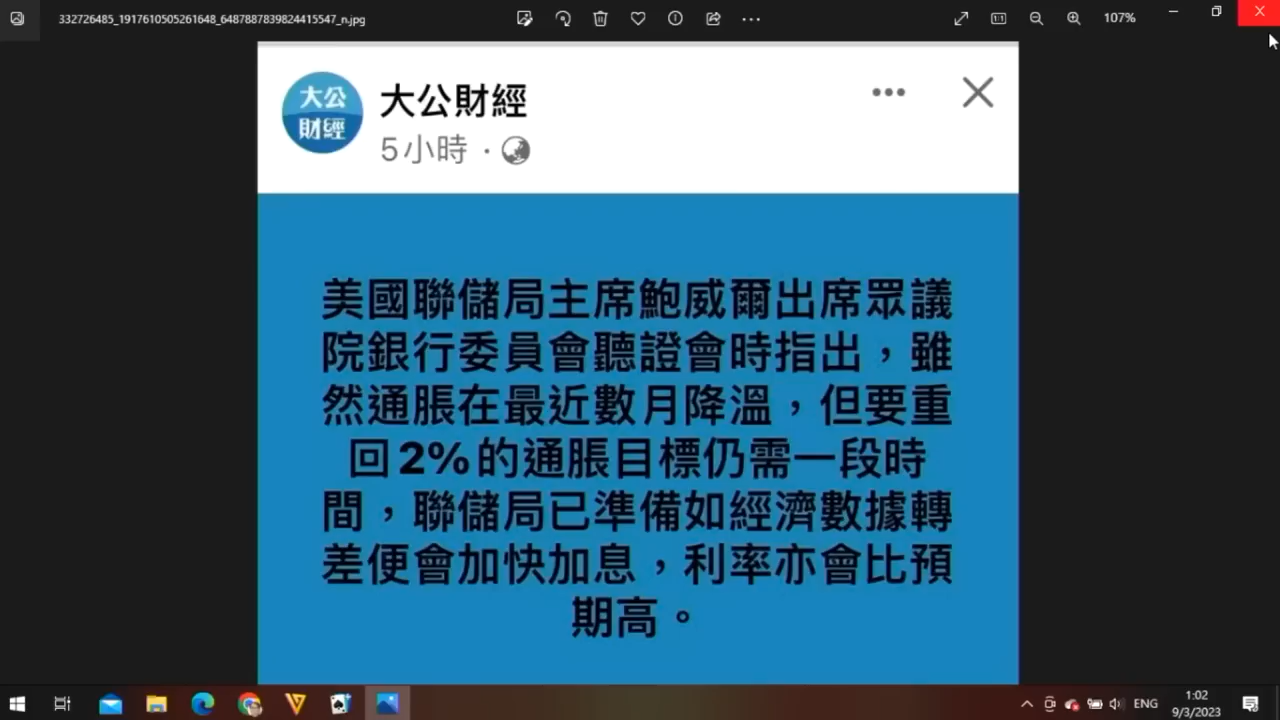 332726485_1917610505261648_6487887839824415547_n.jpg
107%
大公
財經
大公財經
5小時 ·
美國聯儲局主席鮑威爾出席眾議
院銀行委員會聽證會時指出，雖
然通脹在最近數月降溫，但要重
回2%的通脹目標仍需一段時
間，聯儲局已準備如經濟數據轉
差便會加快加息，利率亦會比預
期高。
ENG
1:02
9/3/2023